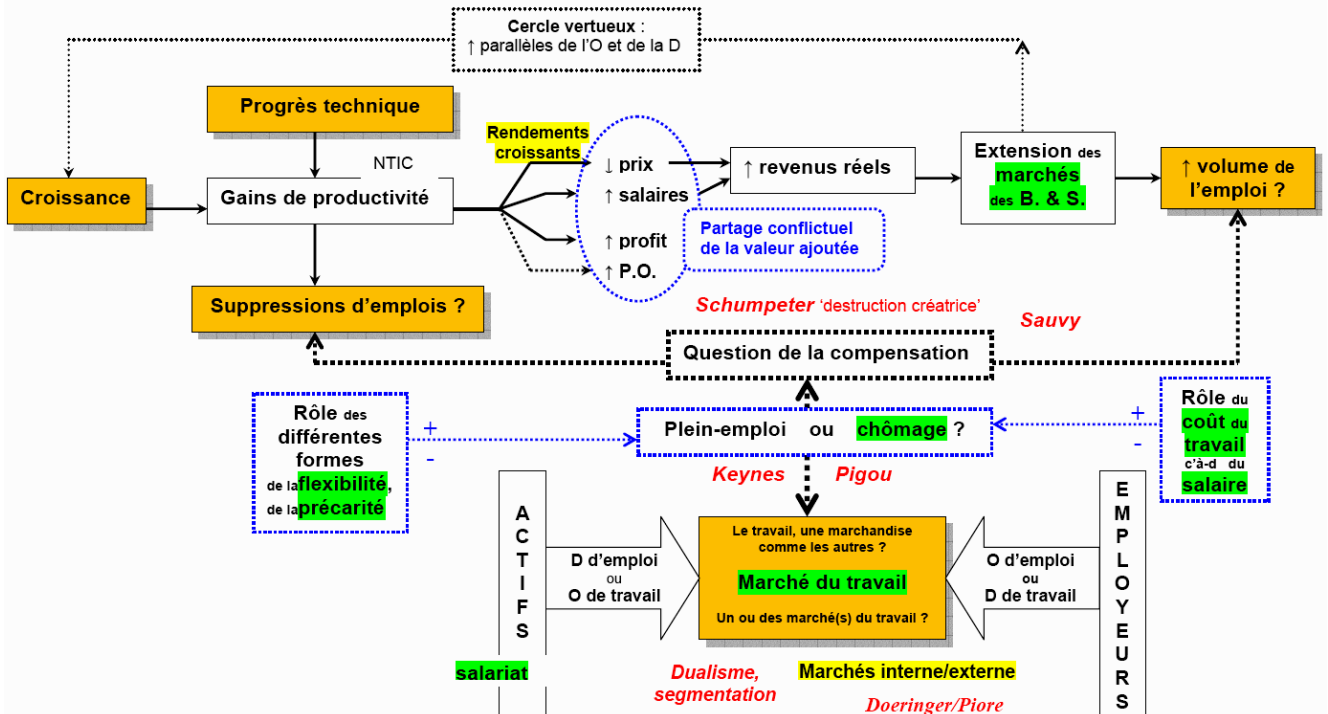 Cercle vertueux :
↑ parallèles de l'O et de la D
Progrès technique
NTIC
Croissance
Gains de productivité
Suppressions d'emplois ?
Rendements
croissants
↓ prix
↑ salaires
↑ profit
↑ P.O.
↑ revenus réels
Partage conflictuel
de la valeur ajoutée
Extension des
marchés
des B. & S.
↑ volume de
l'emploi ?
Schumpeter 'destruction créatrice'
Sauvy
Question de la compensation
Rôle des
différentes
formes
de la flexibilité,
de la précarité
+
-
Plein-emploi ou chômage ?
+
-
Rôle du
coût du
travail
c'à-d du
salaire
Keynes Pigou
ACTIFS
D d'emploi
ou
O de travail
Le travail, une marchandise
comme les autres ?
Marché du travail
Un ou des marché(s) du travail ?
O d'emploi
ou
D de travail
EMPLOYEURS
salariat
Dualisme,
segmentation
Marchés interne/externe
Doeringer/Piore